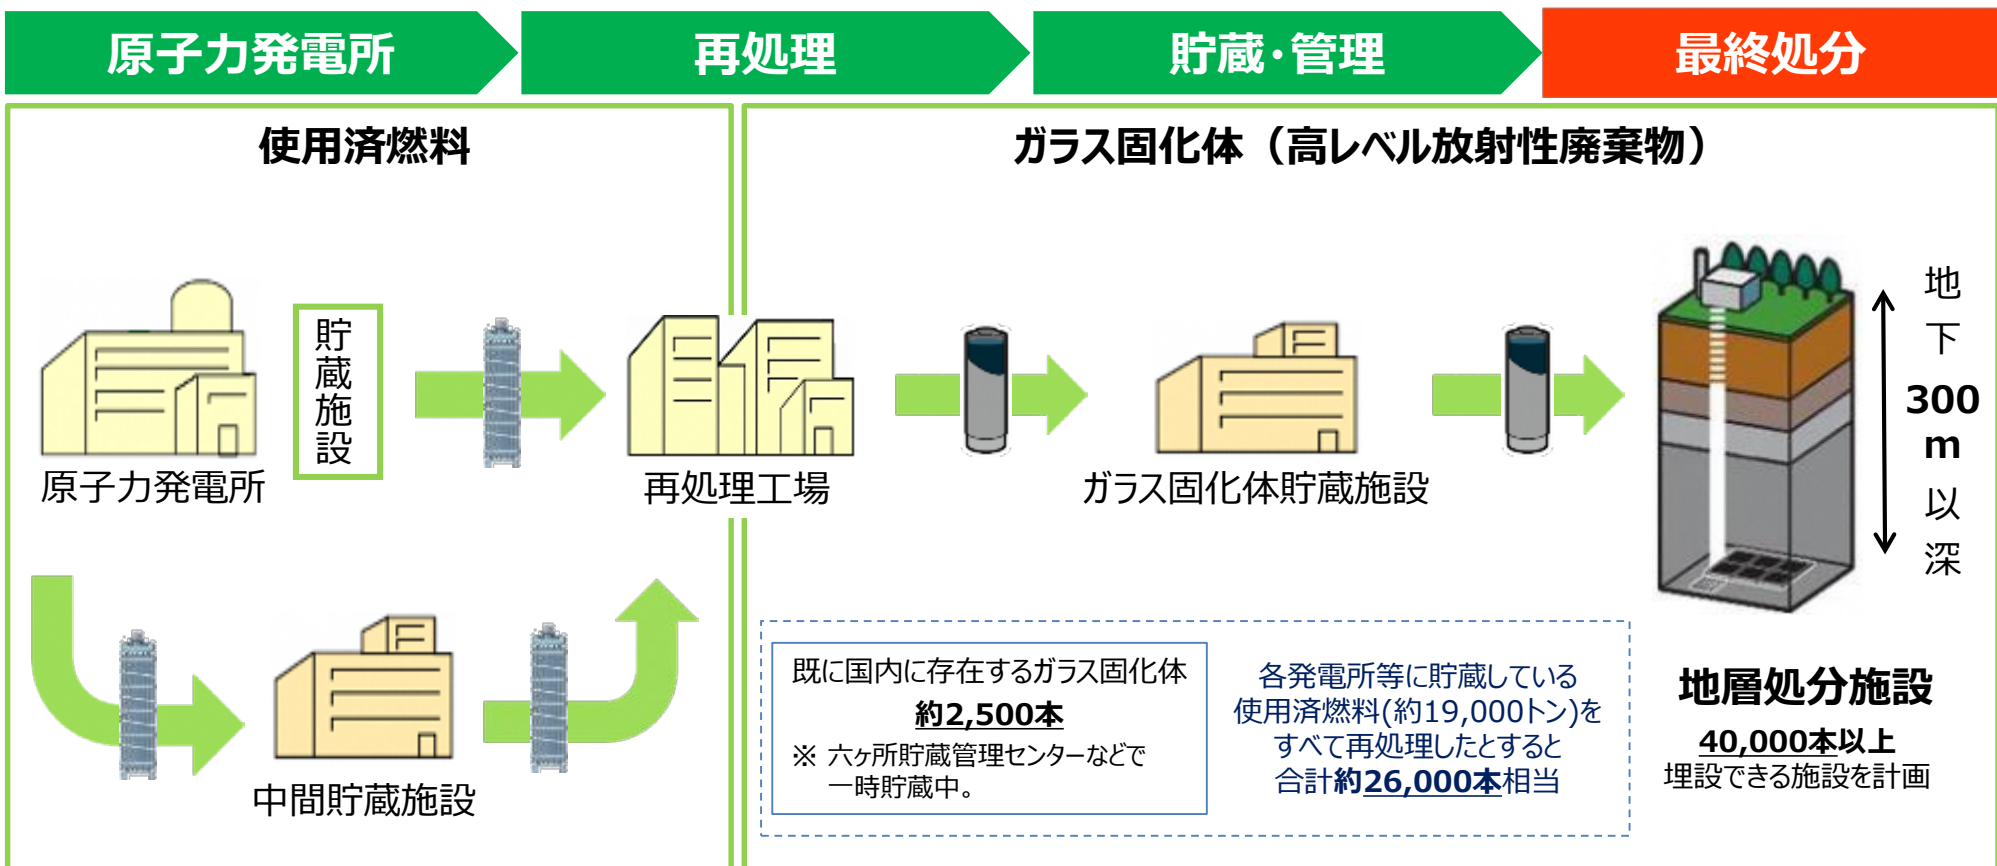 原子力発電所
再処理
貯蔵・管理
最終処分
使用済燃料
ガラス固化体（高レベル放射性廃棄物）
原子力発電所
貯蔵施設
再処理工場
ガラス固化体貯蔵施設
地下
300
m
以深
中間貯蔵施設
既に国内に存在するガラス固化体
約2,500本
※ 六ヶ所貯蔵管理センターなどで
一時貯蔵中。
各発電所等に貯蔵している
使用済燃料(約19,000トン)を
すべて再処理したとすると
合計約26,000本相当
地層処分施設
40,000本以上
埋設できる施設を計画